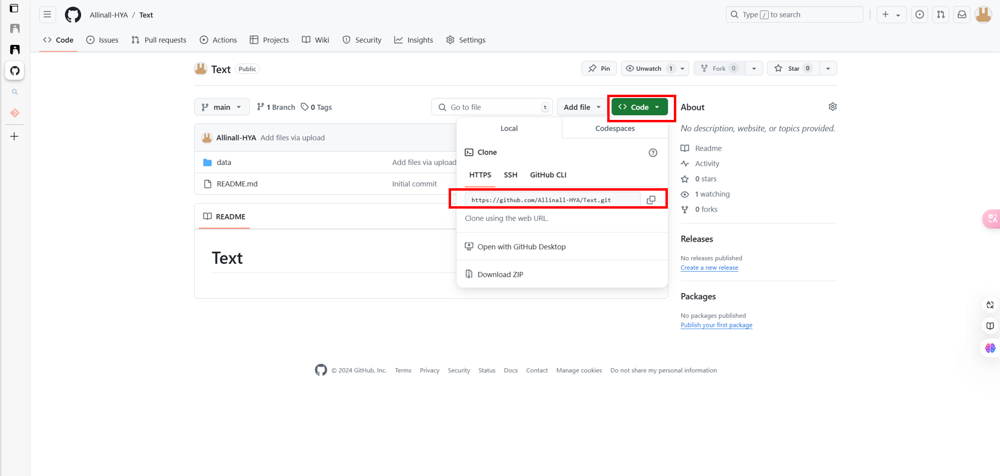 Allinall-HYA / Text
Type / to search
Code Issues Pull requests Actions Projects Wiki Security Insights Settings
Text Public
Pin Unwatch 1 Fork 0 Star 0
main 1 Branch 0 Tags
Go to file t
Add file
Code
About
Local Codespaces
No description, website, or topics provided.
Allinall-HYA Add files via upload
Clone
Readme
data Add files via upload
Activity
HTTPS SSH GitHub CLI
0 stars
README.md Initial commit
1 watching
https://github.com/Allinall-HYA/Text.git
0 forks
README
Clone using the web URL.
Releases
Open with GitHub Desktop
Text
No releases published
Create a new release
Download ZIP
Packages
No packages published
Publish your first package
© 2024 GitHub, Inc. Terms Privacy Security Status Docs Contact Manage cookies Do not share my personal information